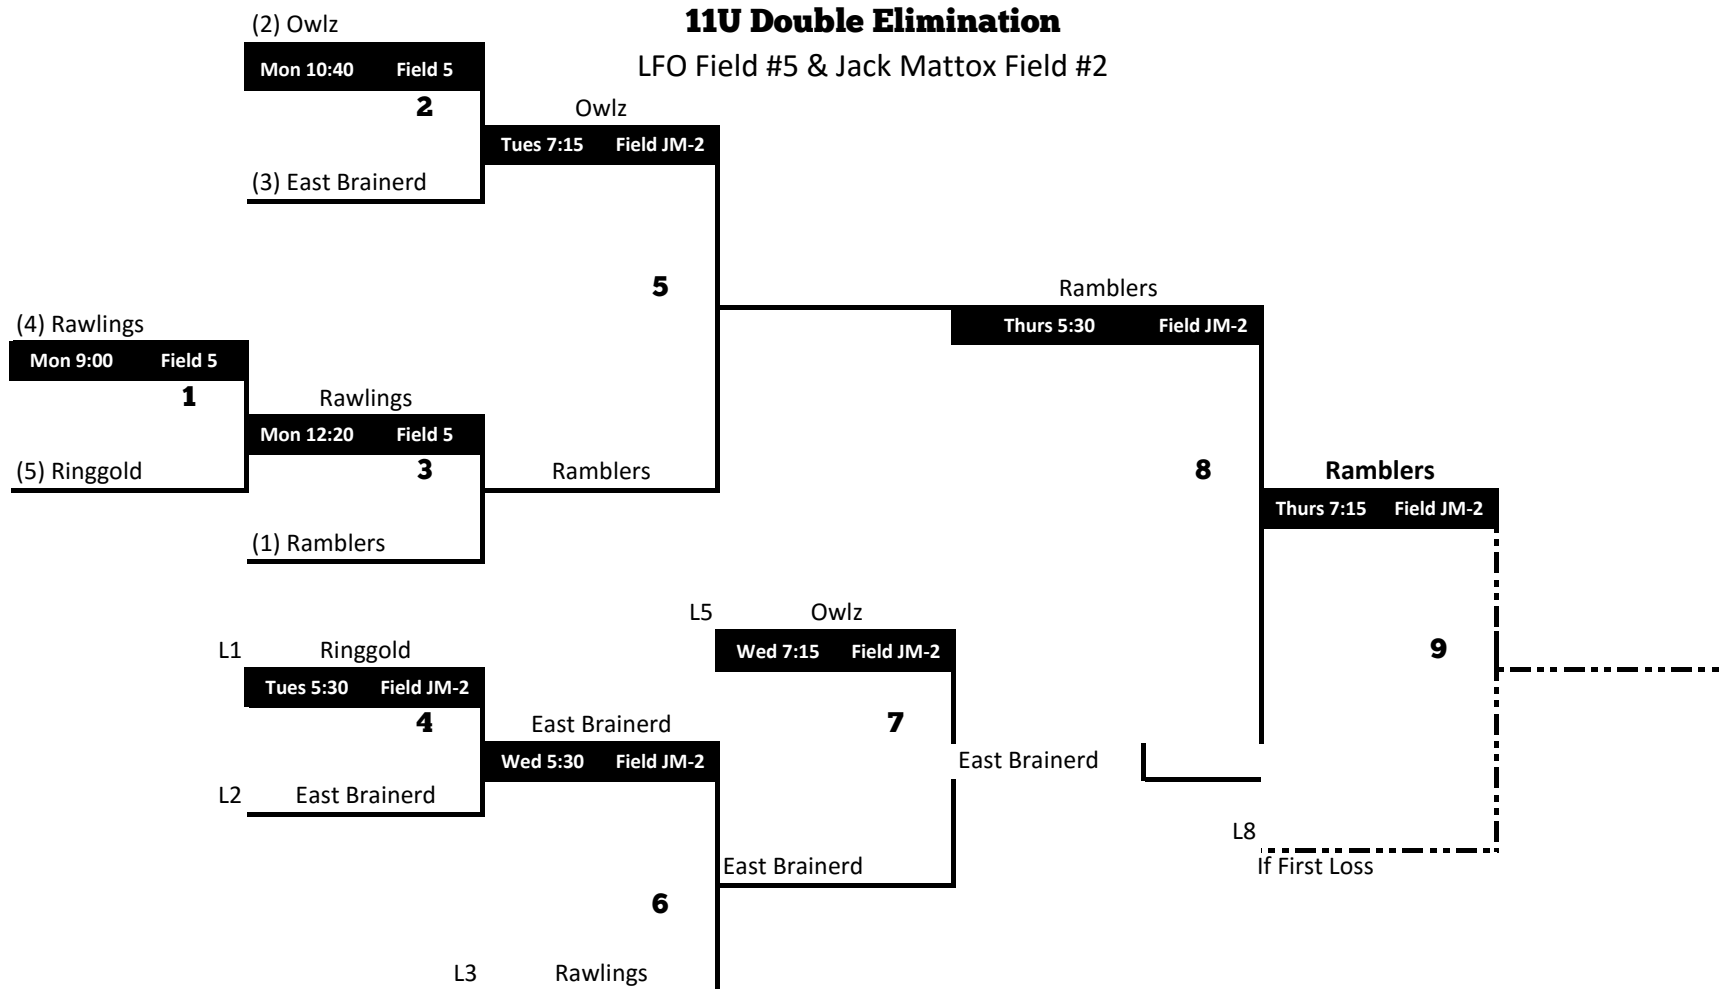 11U Double Elimination
LFO Field #5 & Jack Mattox Field #2
(2) Owlz
Mon 10:40 Field 5
2
Owlz
Tues 7:15 Field JM-2
(3) East Brainerd
5
Ramblers
Thurs 5:30 Field JM-2
(4) Rawlings
Mon 9:00 Field 5
1
Rawlings
Mon 12:20 Field 5
(5) Ringgold
3
Ramblers
8
Ramblers
Thurs 7:15 Field JM-2
(1) Ramblers
L5 Owlz
Wed 7:15 Field JM-2
9
L1 Ringgold
Tues 5:30 Field JM-2
4
East Brainerd
7
Wed 5:30 Field JM-2
East Brainerd
L2 East Brainerd
L8
If First Loss
East Brainerd
6
L3 Rawlings